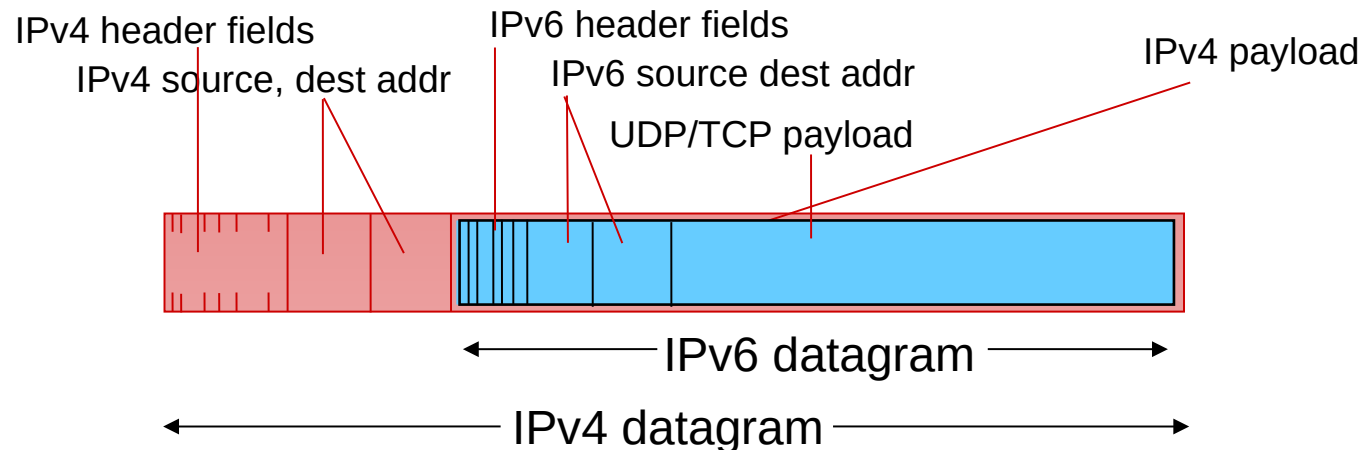 IPv4 header fields
IPv6 header fields
IPv4 payload
IPv4 source, dest addr
IPv6 source dest addr
UDP/TCP payload
IPv6 datagram
IPv4 datagram